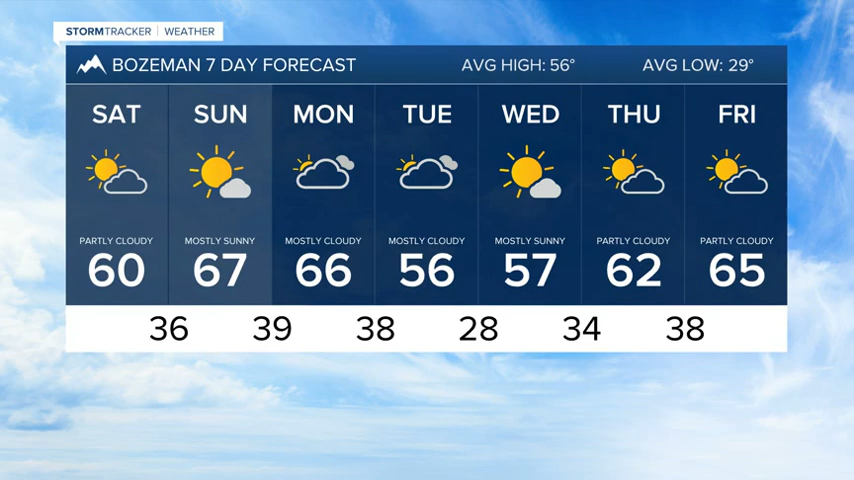 STORMTRACKER | WEATHER
BOZEMAN 7 DAY FORECAST AVG HIGH: 56° AVG LOW: 29°
SAT SUN MON TUE WED THU FRI
PARTLY CLOUDY MOSTLY SUNNY MOSTLY CLOUDY MOSTLY CLOUDY MOSTLY SUNNY PARTLY CLOUDY PARTLY CLOUDY
60 67 66 56 57 62 65
36 39 38 28 34 38